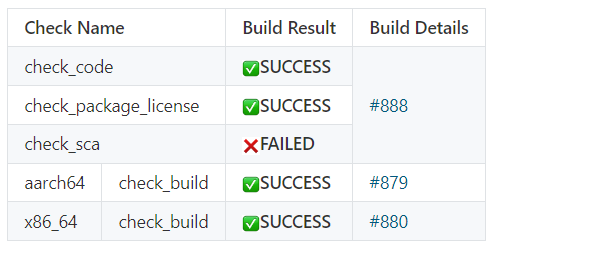 Check Name Build Result Build Details
check_code ✅SUCCESS
check_package_license ✅SUCCESS #888
check_sca ❌FAILED
aarch64 check_build ✅SUCCESS #879
x86_64 check_build ✅SUCCESS #880